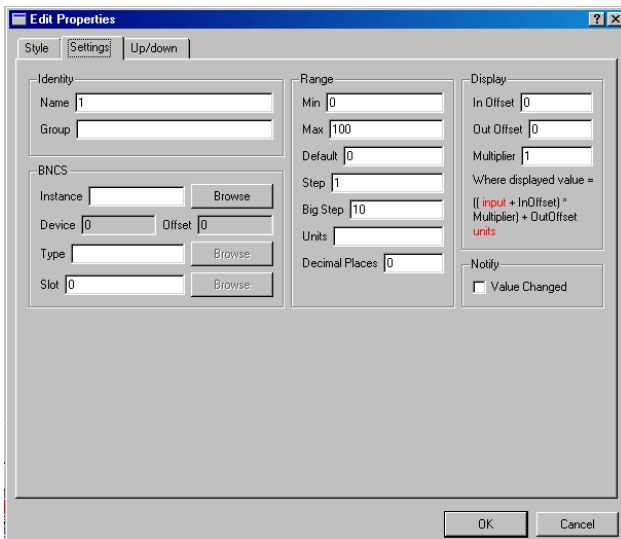 Edit Properties
Style Settings Up/down
Identity
Name 1
Group
BNCS
Instance Browse
Device 0 Offset 0
Type Browse
Slot 0 Browse
Range
Min 0
Max 100
Default 0
Step 1
Big Step 10
Units
Decimal Places 0
Display
In Offset 0
Out Offset 0
Multiplier 1
Where displayed value =
(( input + InOffset) *
Multiplier) + OutOffset
units
Notify
Value Changed
OK Cancel